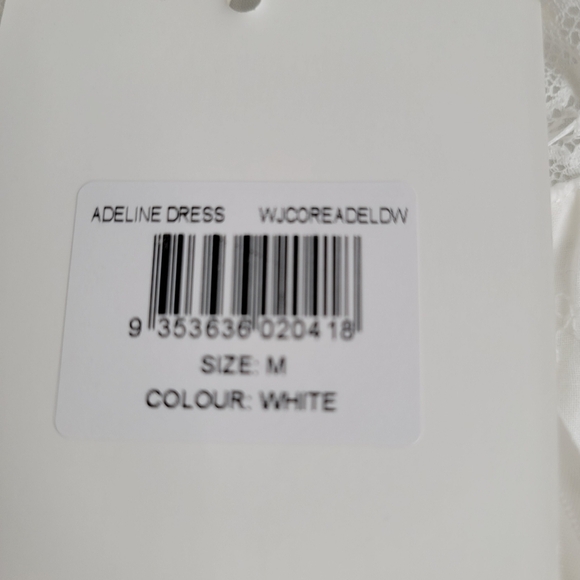 ADELINE DRESS WJCOREADELDW
9 353636 020418
SIZE: M
COLOUR: WHITE